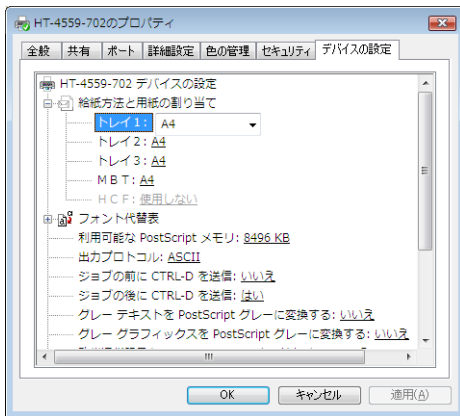 HT-4559-702のプロパティ
全般 共有 ポート 詳細設定 色の管理 セキュリティ デバイスの設定
HT-4559-702 デバイスの設定
給紙方法と用紙の割り当て
トレイ1: A4
トレイ2: A4
トレイ3: A4
MBT: A4
HCF: 使用しない
フォント代替表
利用可能な PostScript メモリ: 8496 KB
出力プロトコル: ASCII
ジョブの前に CTRL-D を送信: いいえ
ジョブの後に CTRL-D を送信: はい
グレー テキストを PostScript グレーに変換する: いいえ
グレー グラフィックスを PostScript グレーに変換する: いいえ
OK キャンセル 適用(A)